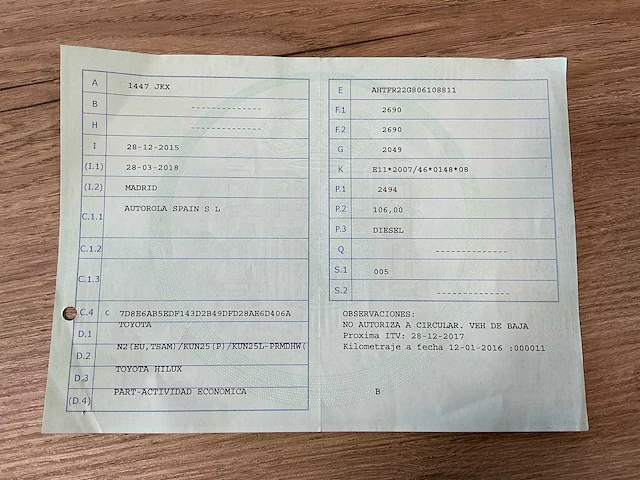 A 1447 JKX
B ------------
H ------------
I 28-12-2015
(I.1) 28-03-2018
(I.2) MADRID
C.1.1 AUTOROLA SPAIN S L
C.1.2
C.1.3
C.4 C 7D8E6AB5EDF143D2B49DFD28AE6D406A
D.1 TOYOTA
D.2 N2(EU,TSAM)/KUN25(P)/KUN25L-PRMDHW(
D.3 TOYOTA HILUX
(D.4) PART-ACTIVIDAD ECONOMICA
E AHTFR22G806108811
F.1 2690
F.2 2690
G 2049
K E11*2007/46*0148*08
P.1 2494
P.2 106,00
P.3 DIESEL
Q ------------
S.1 005
S.2 ------------
OBSERVACIONES:
NO AUTORIZA A CIRCULAR. VEH DE BAJA
Proxima ITV: 28-12-2017
Kilometraje a fecha 12-01-2016 :000011
B